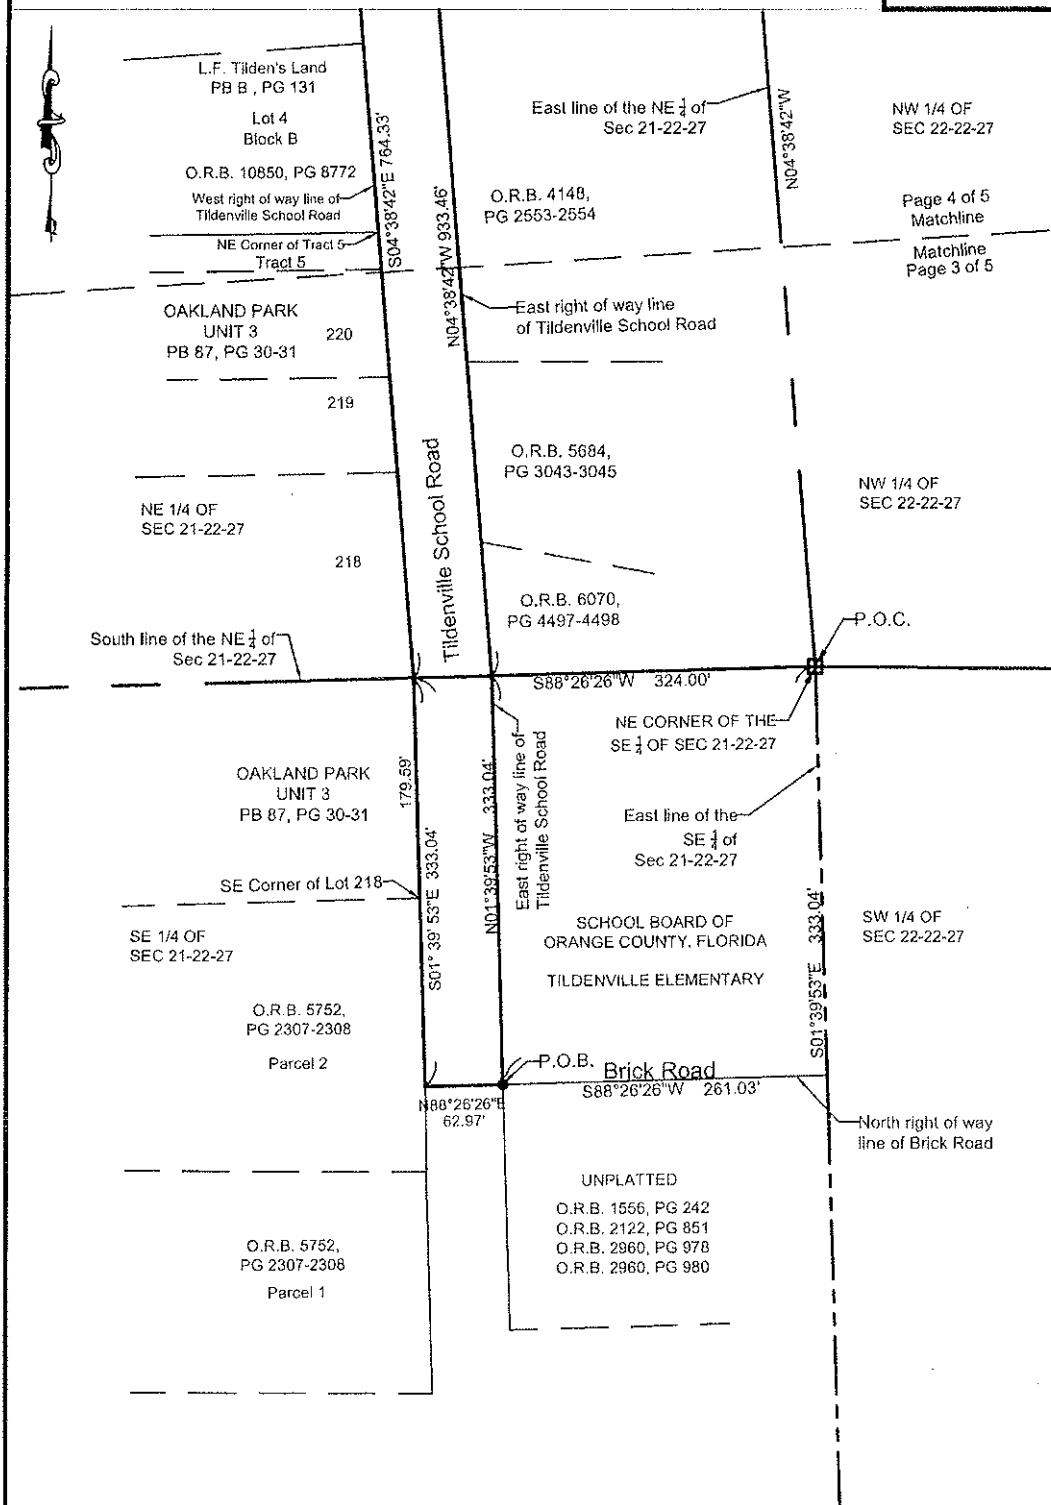 L.F. Tilden's Land
PB B , PG 131
Lot 4
Block B
O.R.B. 10850, PG 8772
West right of way line of
Tildenville School Road
NE Corner of Tract 5
Tract 5
S04°38'42"E 764.33'
N04°38'42"W 933.46'
East line of the NE 1/4 of
Sec 21-22-27
N04°38'42"W
NW 1/4 OF
SEC 22-22-27
O.R.B. 4148,
PG 2553-2554
Page 4 of 5
Matchline
Matchline
Page 3 of 5
OAKLAND PARK
UNIT 3
PB 87, PG 30-31
220
East right of way line
of Tildenville School Road
219
O.R.B. 5684,
PG 3043-3045
Tildenville School Road
NE 1/4 OF
SEC 21-22-27
NW 1/4 OF
SEC 22-22-27
218
O.R.B. 6070,
PG 4497-4498
P.O.C.
South line of the NE 1/4 of
Sec 21-22-27
S88°26'26"W 324.00'
NE CORNER OF THE
SE 1/4 OF SEC 21-22-27
OAKLAND PARK
UNIT 3
PB 87, PG 30-31
179.59'
S01°39'53"E 333.04'
N01°39'53"W 333.04'
East right of way line of
Tildenville School Road
East line of the
SE 1/4 of
Sec 21-22-27
SE Corner of Lot 218
SE 1/4 OF
SEC 21-22-27
SCHOOL BOARD OF
ORANGE COUNTY, FLORIDA
TILDENVILLE ELEMENTARY
S01°39'53"E 333.04'
SW 1/4 OF
SEC 22-22-27
O.R.B. 5752,
PG 2307-2308
Parcel 2
P.O.B.
Brick Road
N88°26'26"E
62.97'
S88°26'26"W 261.03'
North right of way
line of Brick Road
UNPLATTED
O.R.B. 1556, PG 242
O.R.B. 2122, PG 851
O.R.B. 2960, PG 978
O.R.B. 2960, PG 980
O.R.B. 5752,
PG 2307-2308
Parcel 1